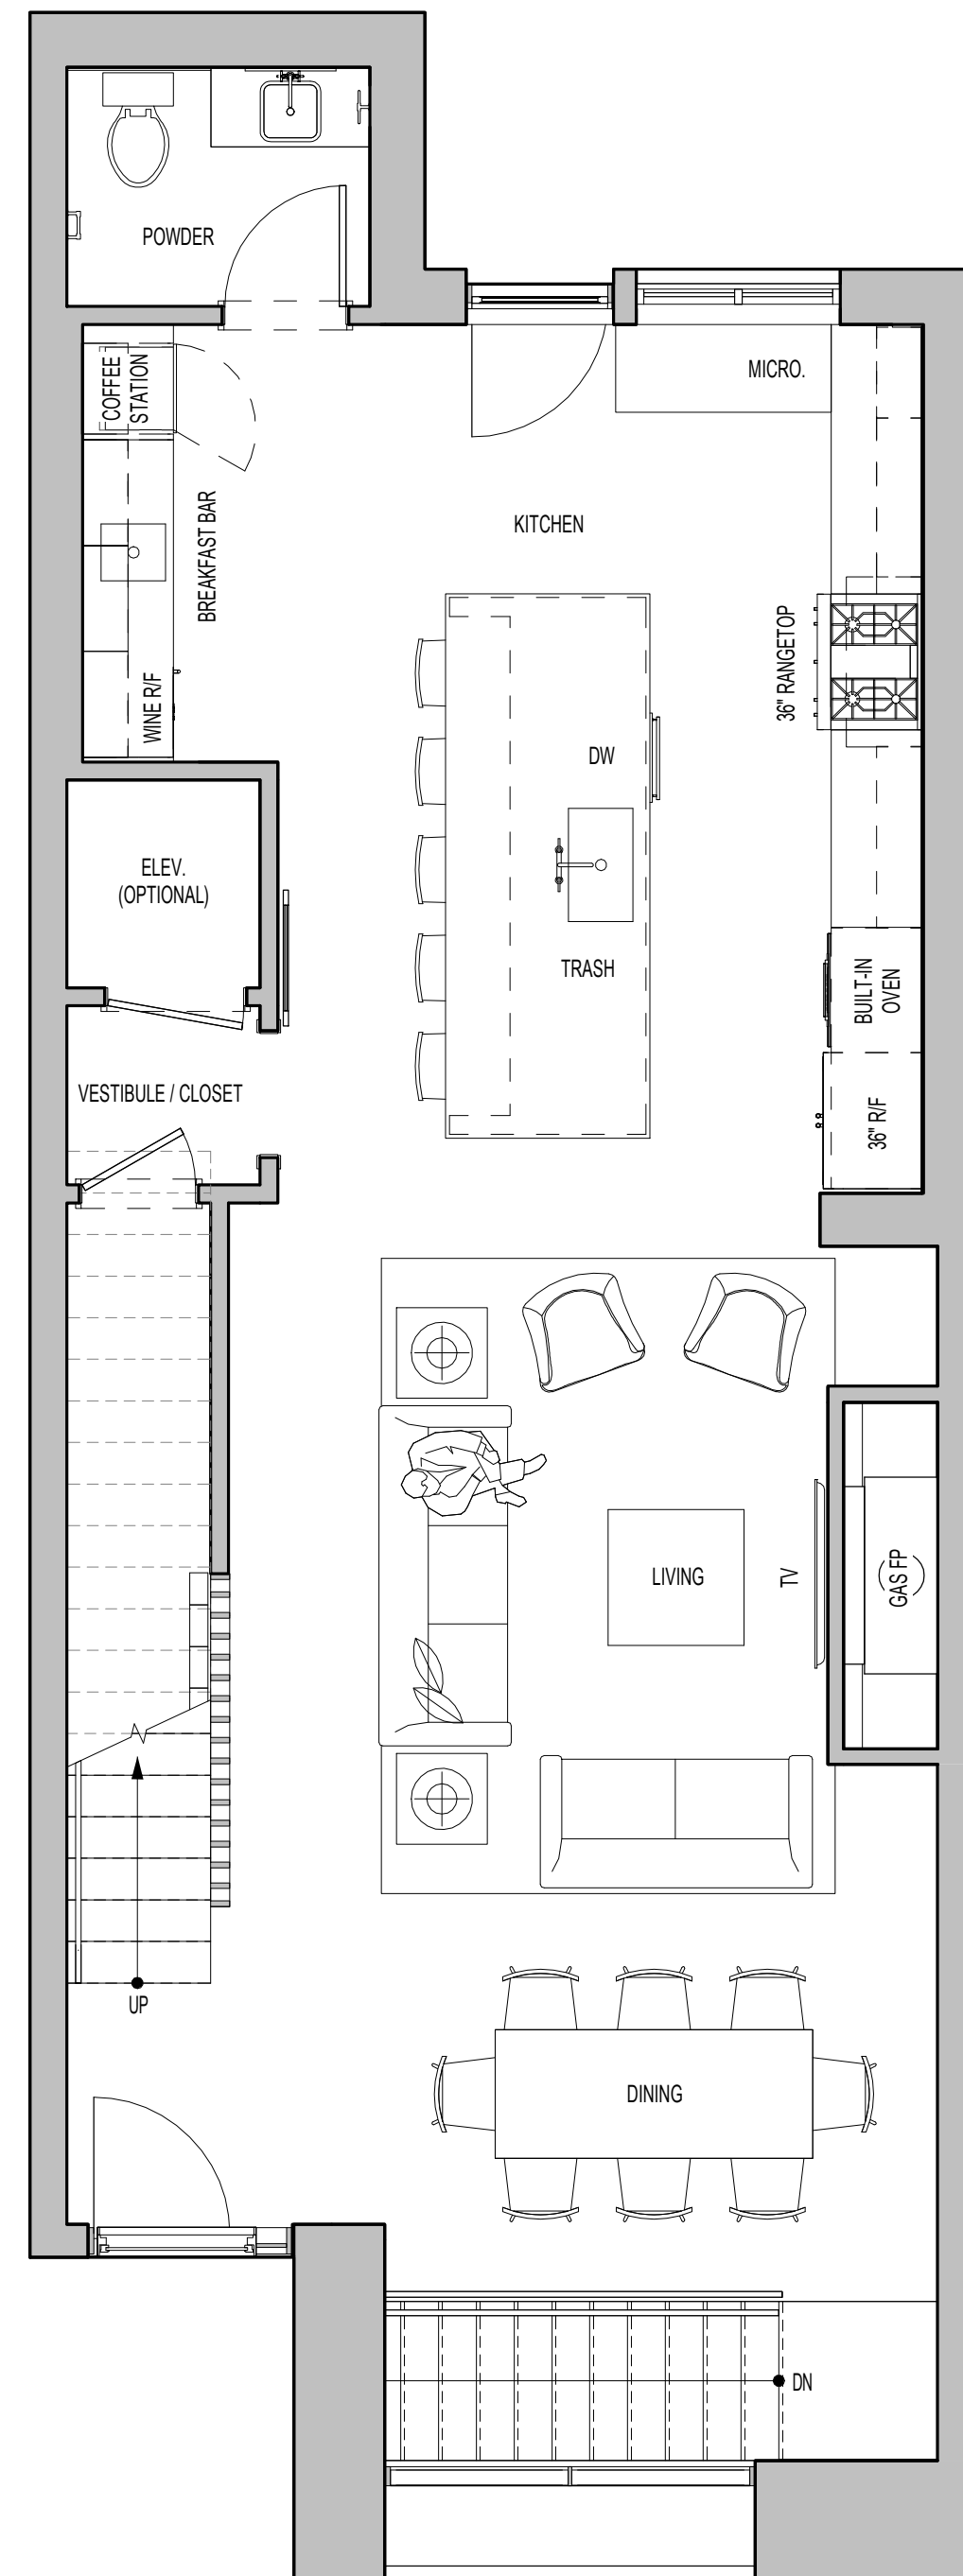 POWDER
COFFEE
STATION
MICRO.
BREAKFAST BAR
KITCHEN
36" RANGETOP
WINE R/F
DW
ELEV.
(OPTIONAL)
TRASH
BUILT-IN
OVEN
VESTIBULE / CLOSET
36" R/F
LIVING
TV
GAS FP
UP
DINING
DN